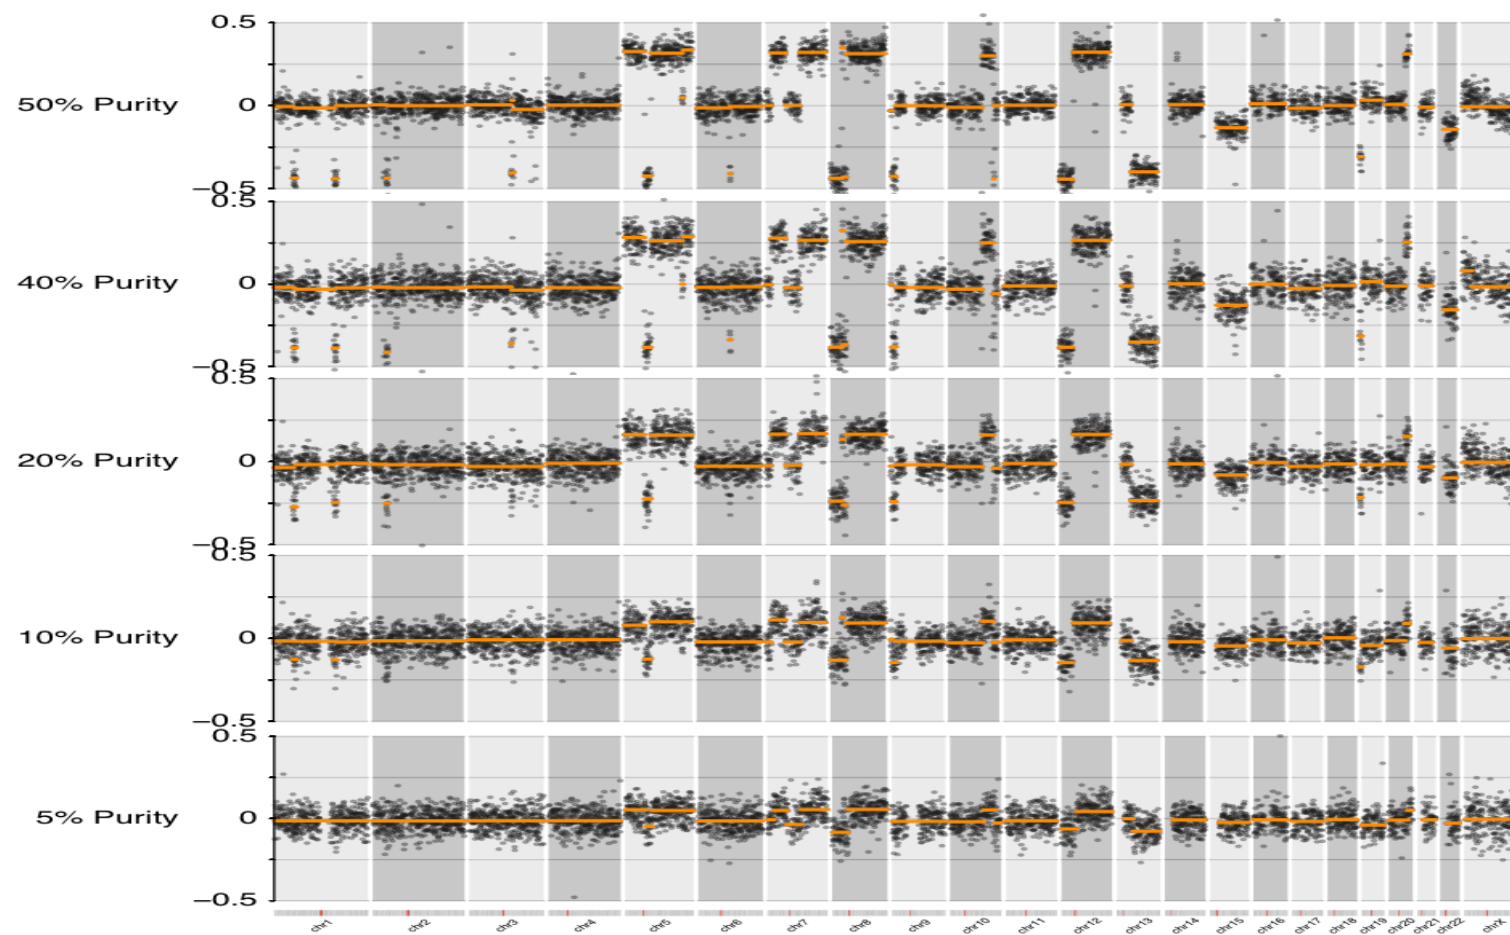 0.5
50% Purity
0
−0.5
0.5
40% Purity
0
−0.5
0.5
20% Purity
0
−0.5
0.5
10% Purity
0
−0.5
0.5
5% Purity
0
−0.5
chr1 chr2 chr3 chr4 chr5 chr6 chr7 chr8 chr9 chr10 chr11 chr12 chr13 chr14 chr15 chr16 chr17 chr18 chr19 chr20 chr21 chr22 chrX